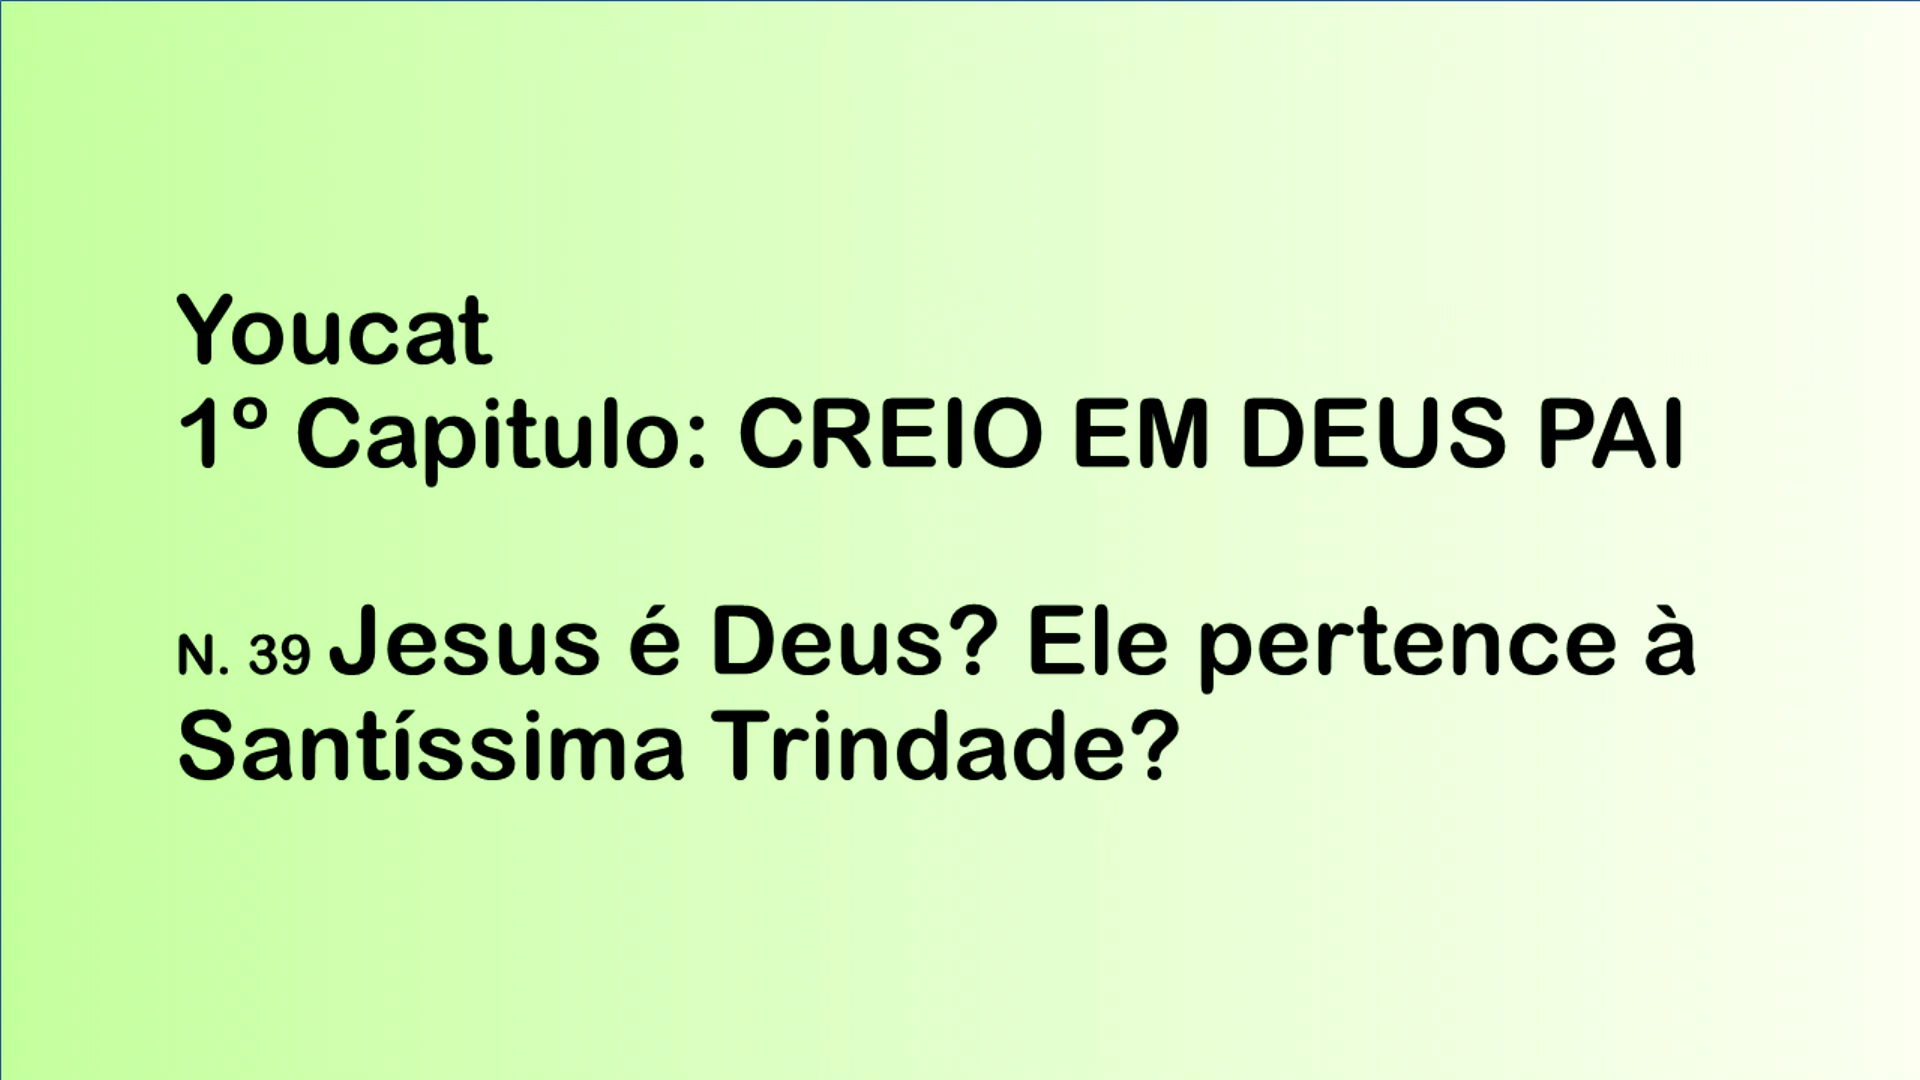 Youcat
1º Capitulo: CREIO EM DEUS PAI
N. 39 Jesus é Deus? Ele pertence à
Santíssima Trindade?